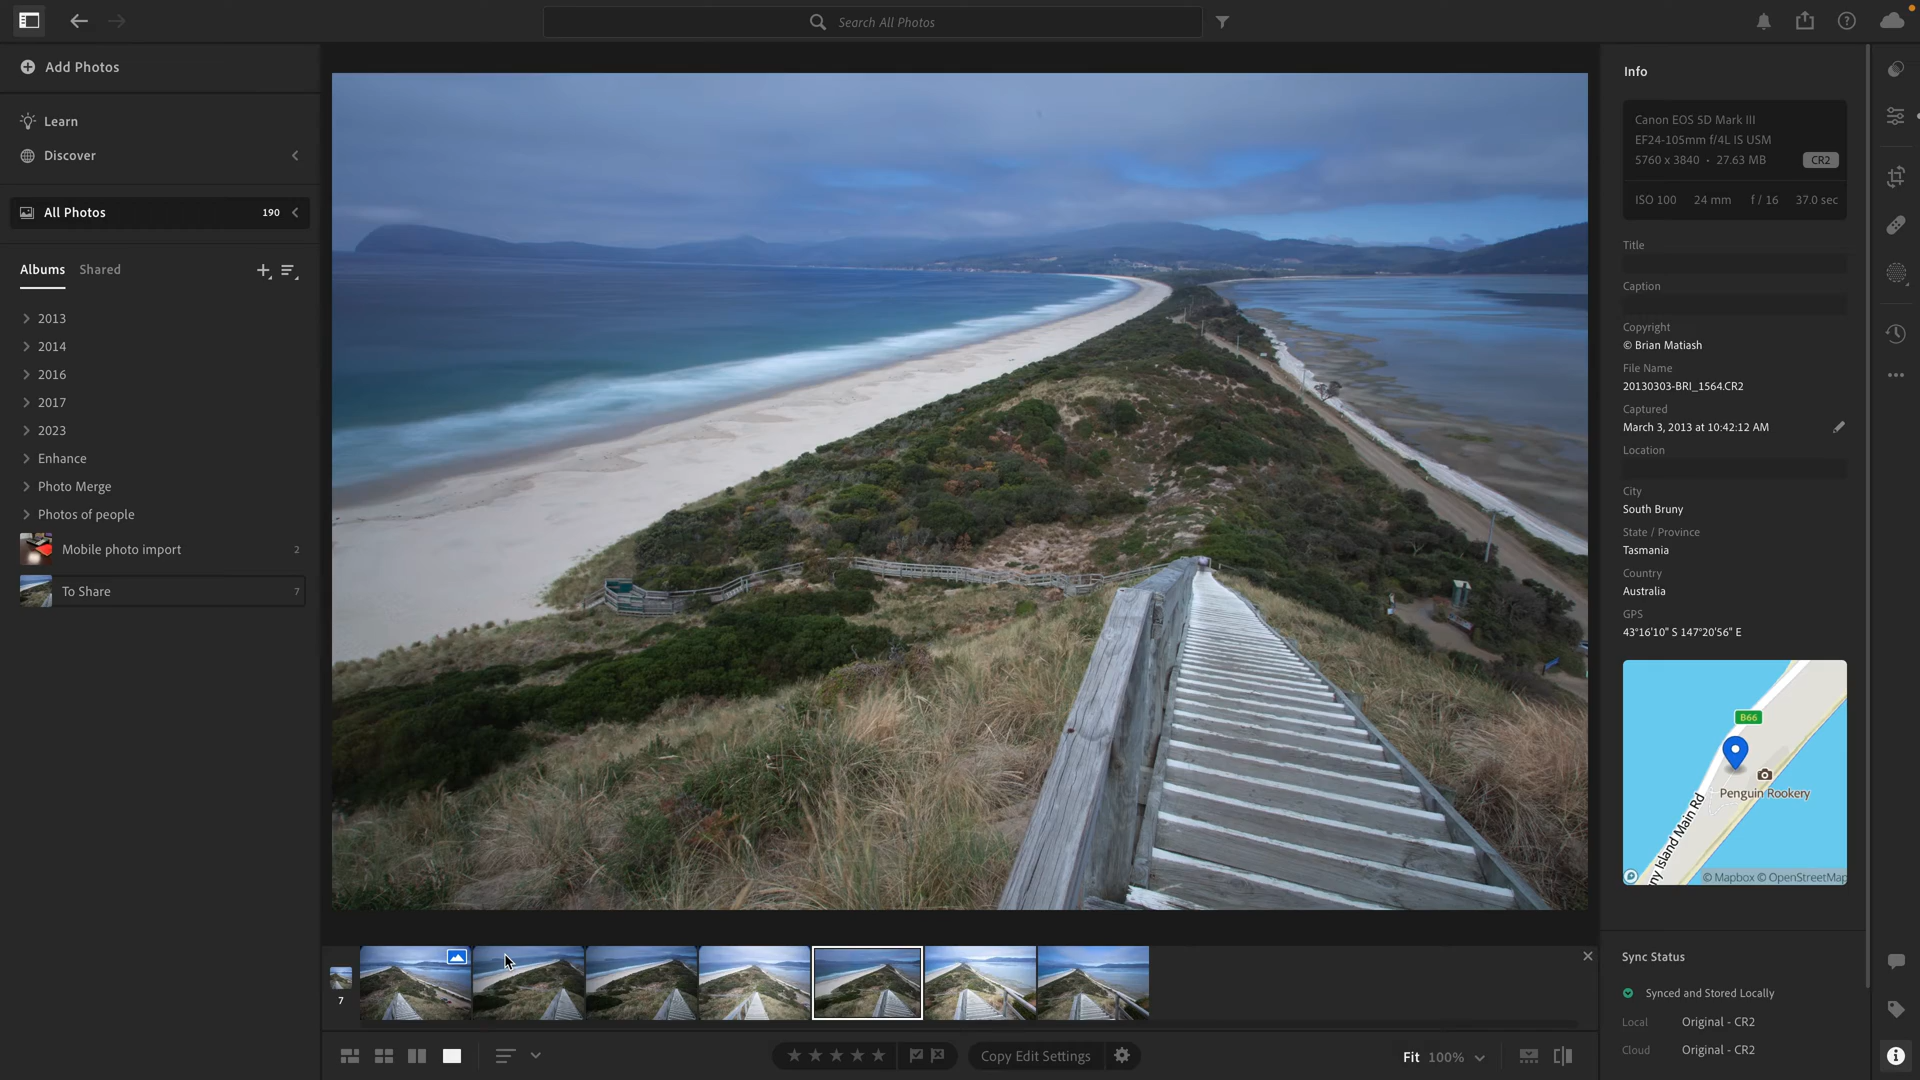 Search All Photos
Add Photos
Learn
Discover
All Photos 190
Albums Shared
2013
2014
2016
2017
2023
Enhance
Photo Merge
Photos of people
Mobile photo import 2
To Share 7
Info
Canon EOS 5D Mark III
EF24-105mm f/4L IS USM
5760 x 3840 • 27.63 MB CR2
ISO 100 24 mm f / 16 37.0 sec
Title
Caption
Copyright
© Brian Matiash
File Name
20130303-BRI_1564.CR2
Captured
March 3, 2013 at 10:42:12 AM
Location
City
South Bruny
State / Province
Tasmania
Country
Australia
GPS
43°16'10" S 147°20'56" E
B66
Penguin Rookery
ny Island Main Rd
© Mapbox © OpenStreetMap
Sync Status
Synced and Stored Locally
Local Original - CR2
Cloud Original - CR2
7
Copy Edit Settings
Fit 100%